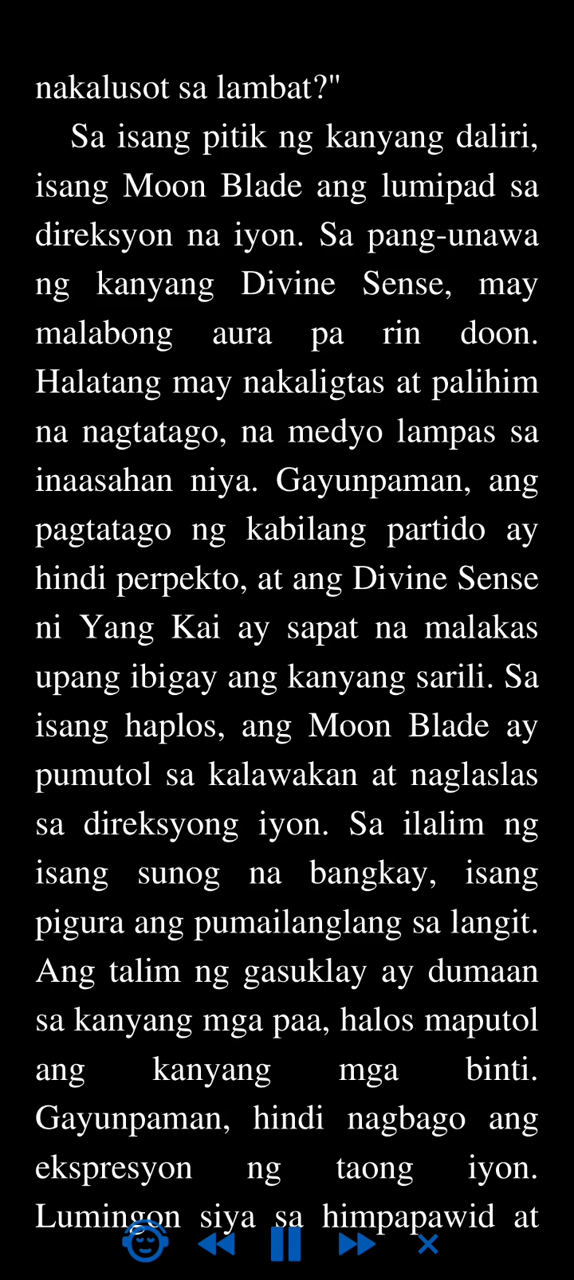 nakalusot sa lambat?"
Sa isang pitik ng kanyang daliri,
isang Moon Blade ang lumipad sa
direksyon na iyon. Sa pang-unawa
ng kanyang Divine Sense, may
malabong aura pa rin doon.
Halatang may nakaligtas at palihim
na nagtatago, na medyo lampas sa
inaasahan niya. Gayunpaman, ang
pagtatago ng kabilang partido ay
hindi perpekto, at ang Divine Sense
ni Yang Kai ay sapat na malakas
upang ibigay ang kanyang sarili. Sa
isang haplos, ang Moon Blade ay
pumutol sa kalawakan at naglaslas
sa direksyong iyon. Sa ilalim ng
isang sunog na bangkay, isang
pigura ang pumailanglang sa langit.
Ang talim ng gasuklay ay dumaan
sa kanyang mga paa, halos maputol
ang kanyang mga binti.
Gayunpaman, hindi nagbago ang
ekspresyon ng taong iyon.
Lumingon siya sa himpapawid at